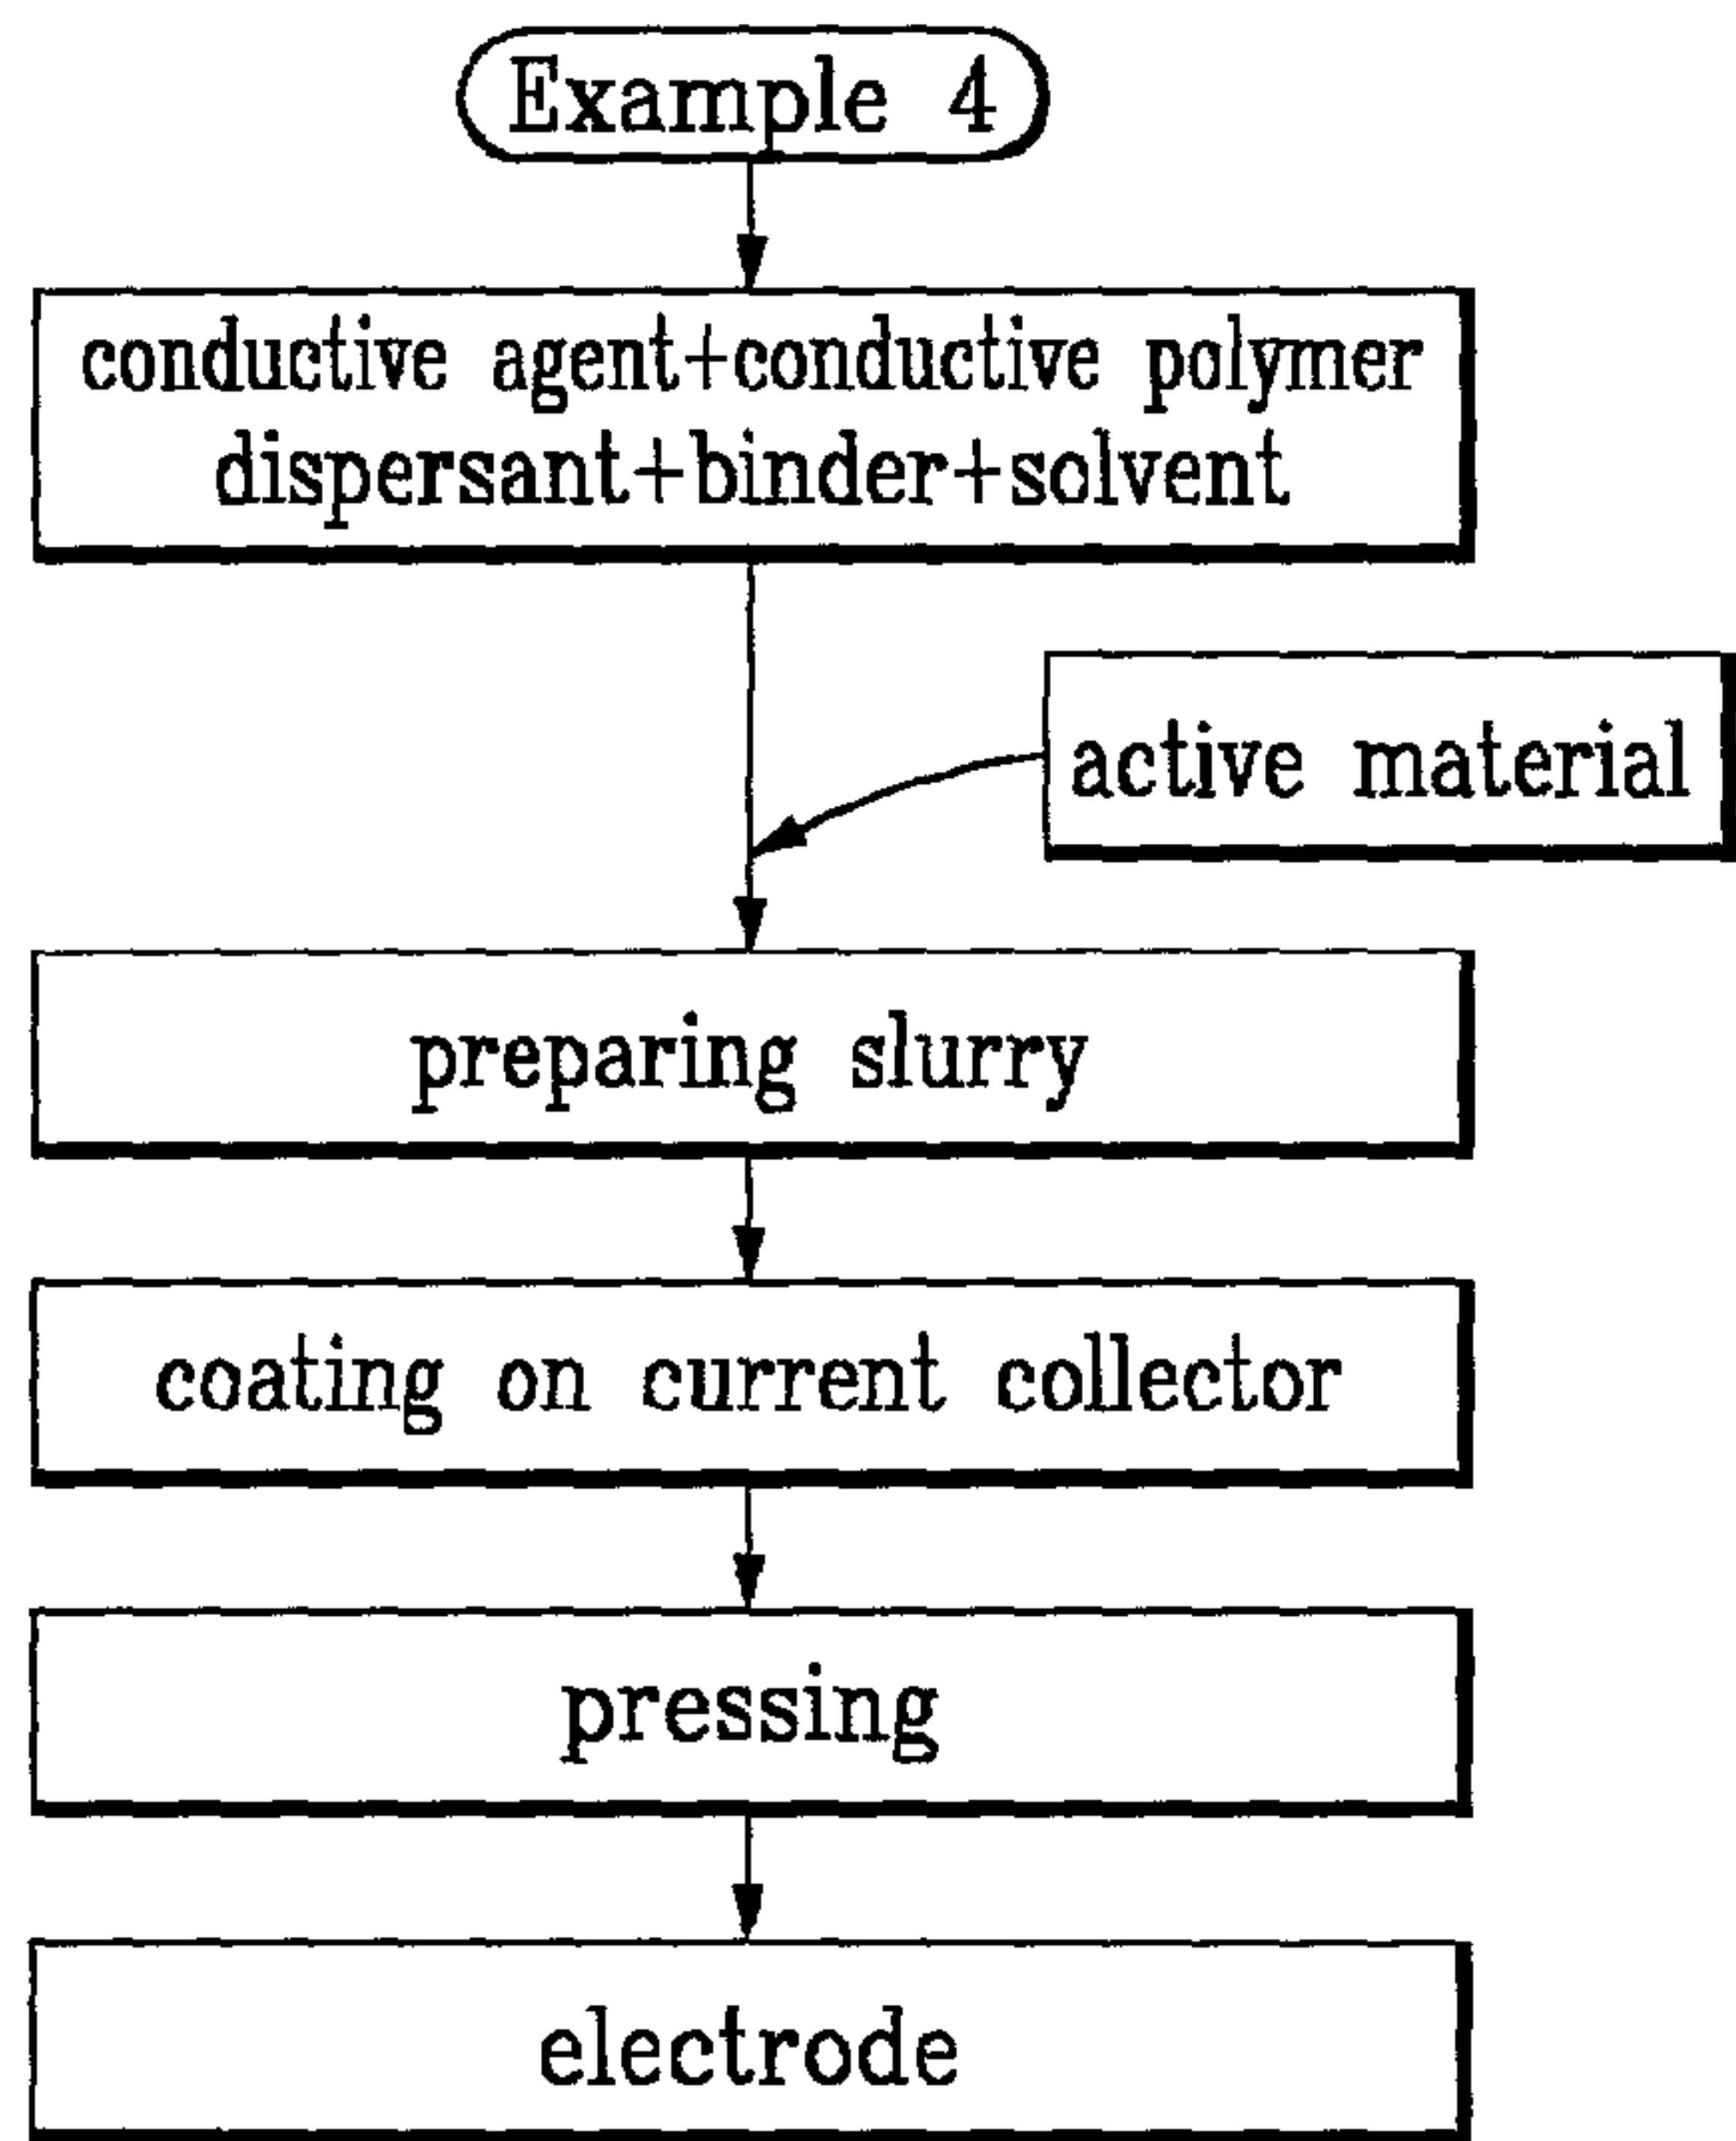 Example 4
conductive agent+conductive polymer
dispersant+binder+solvent
active material
preparing slurry
coating on current collector
pressing
electrode